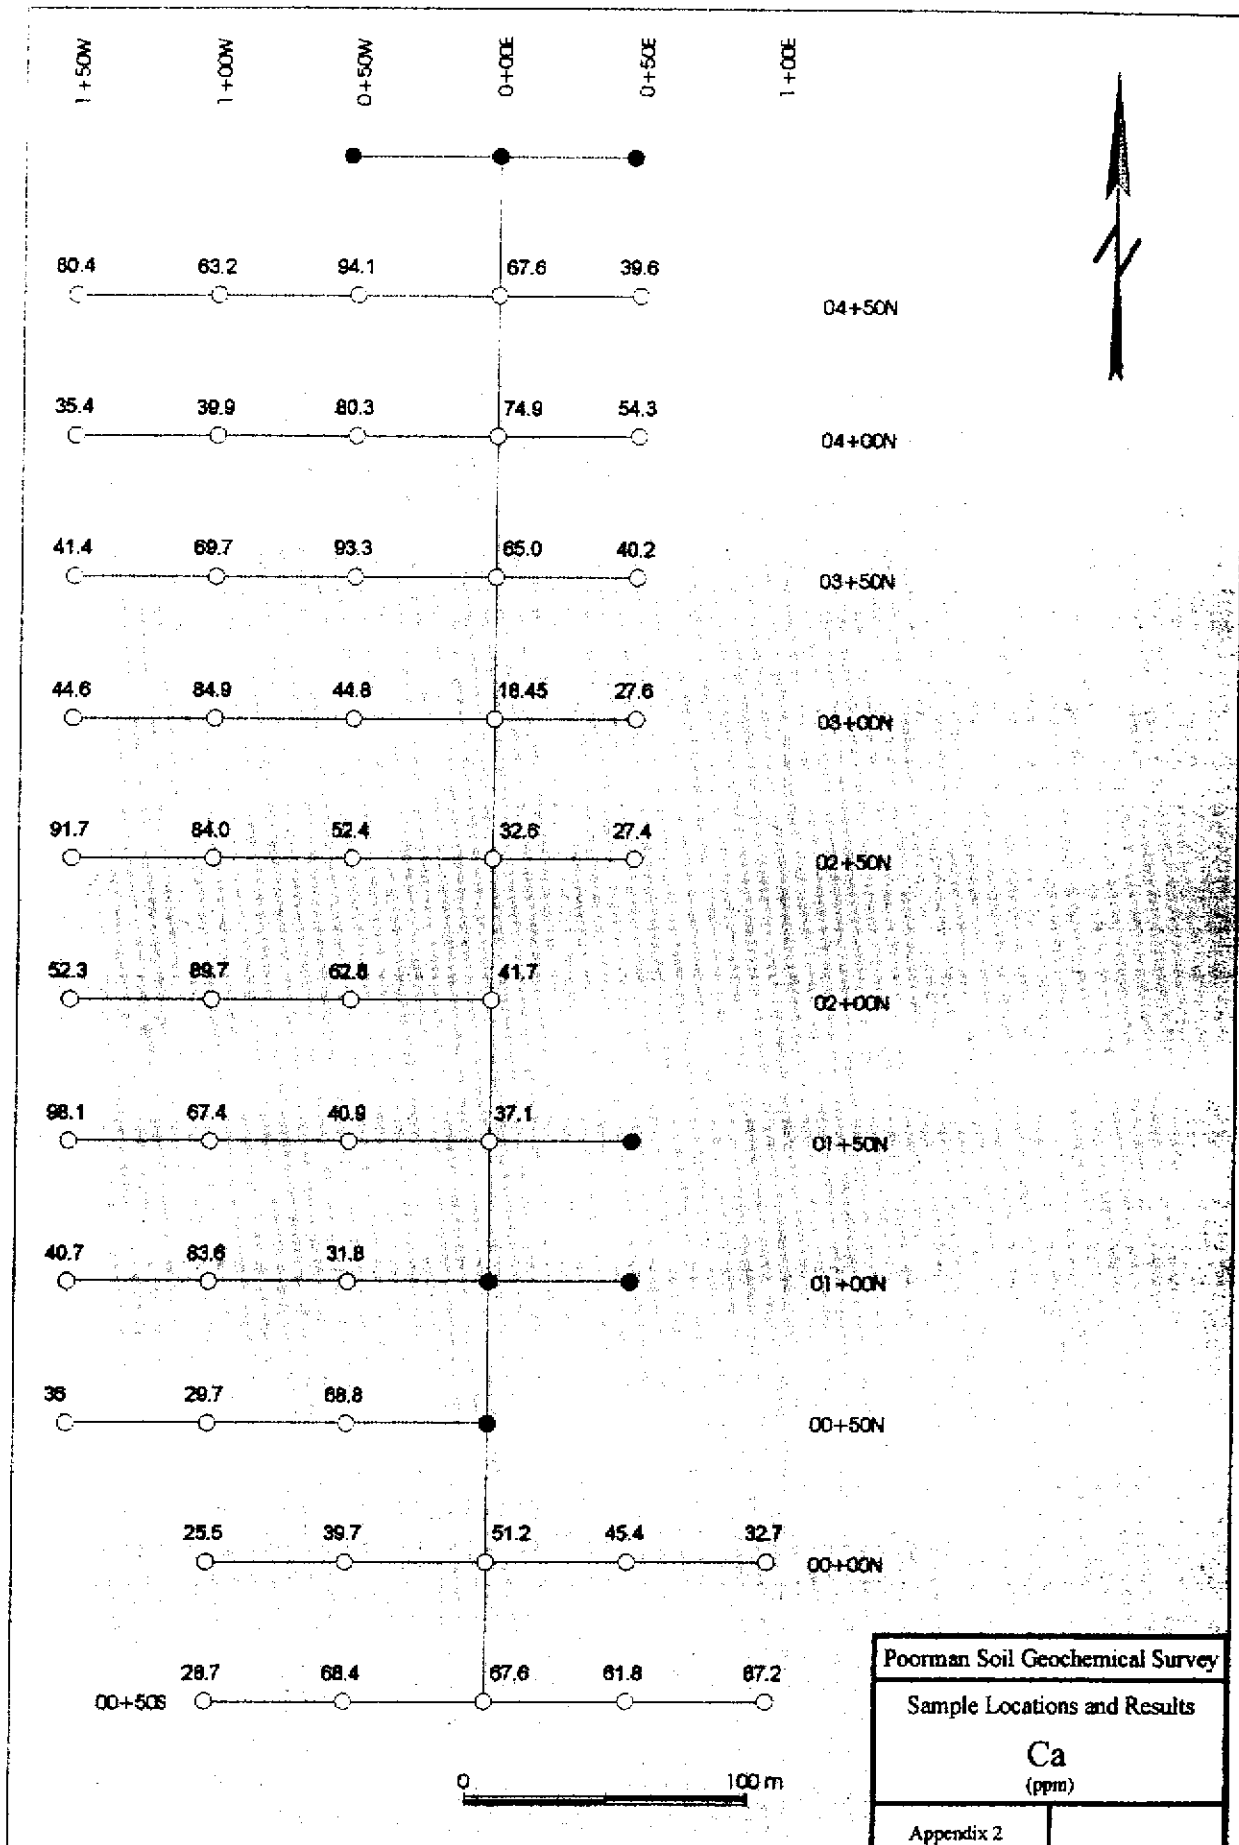 1+50W 1+00W 0+50W 0+00E 0+50E 1+00E
60.4 63.2 94.1 67.6 39.6
04+50N
35.4 39.9 80.3 74.9 54.3
04+00N
41.4 69.7 93.3 65.0 40.2
03+50N
44.6 84.9 44.8 18.45 27.6
03+00N
91.7 84.0 52.4 32.6 27.4
02+50N
52.3 89.7 62.8 41.7
02+00N
98.1 67.4 40.9 37.1
01+50N
40.7 83.6 31.8
01+00N
36 29.7 68.8
00+50N
25.5 39.7 51.2 45.4 32.7
00+00N
28.7 68.4 67.6 61.8 67.2
00+50S
0 100 m
Poorman Soil Geochemical Survey
Sample Locations and Results
Ca
(ppm)
Appendix 2